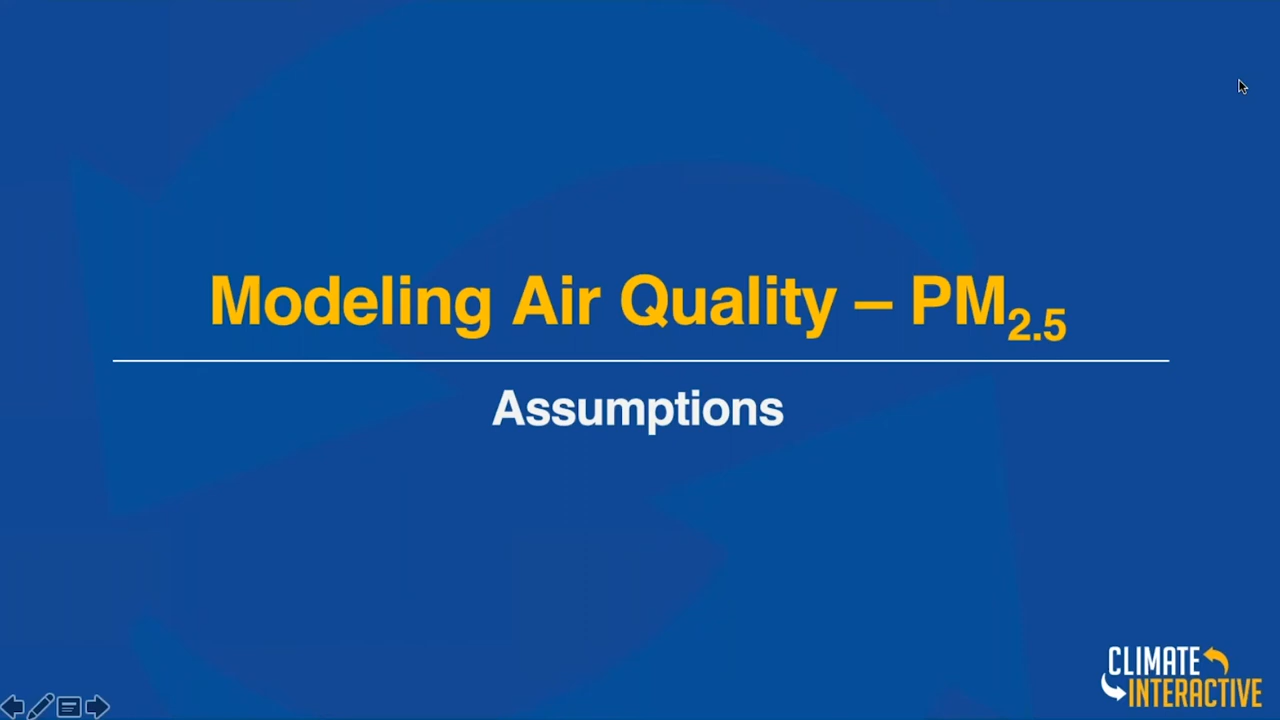 Modeling Air Quality – PM₂.₅
Assumptions
CLIMATE
INTERACTIVE